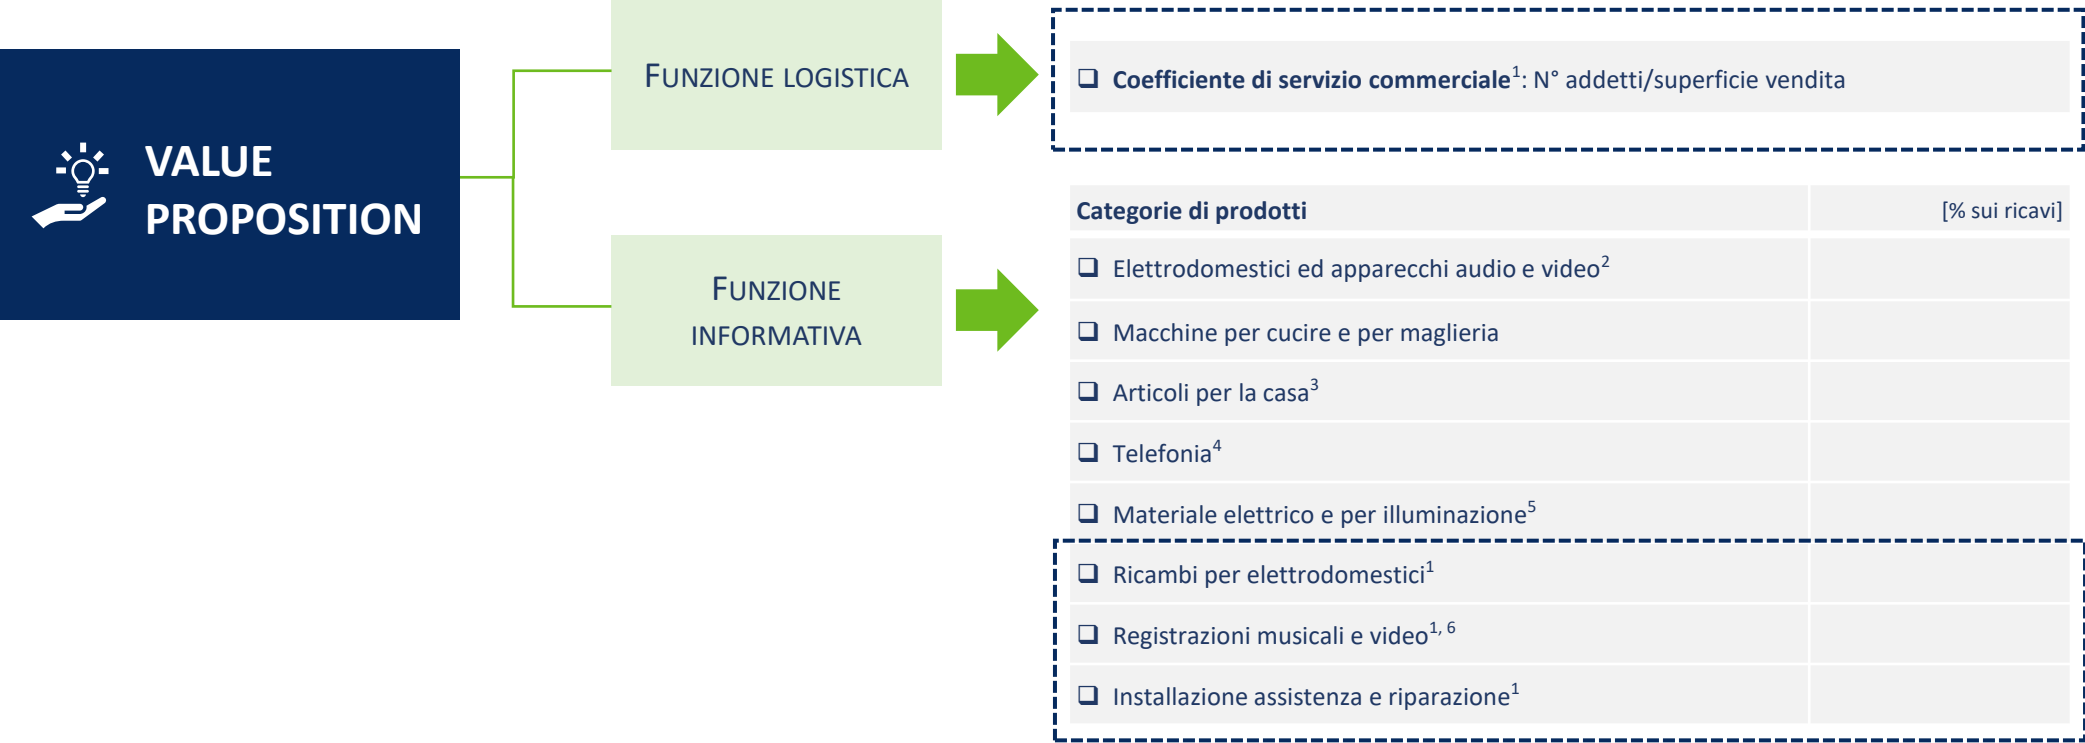 VALUE
PROPOSITION
FUNZIONE LOGISTICA
❑ Coefficiente di servizio commerciale¹: N° addetti/superficie vendita
FUNZIONE
INFORMATIVA
Categorie di prodotti [% sui ricavi]
❑ Elettrodomestici ed apparecchi audio e video²
❑ Macchine per cucire e per maglieria
❑ Articoli per la casa³
❑ Telefonia⁴
❑ Materiale elettrico e per illuminazione⁵
❑ Ricambi per elettrodomestici¹
❑ Registrazioni musicali e video¹, ⁶
❑ Installazione assistenza e riparazione¹